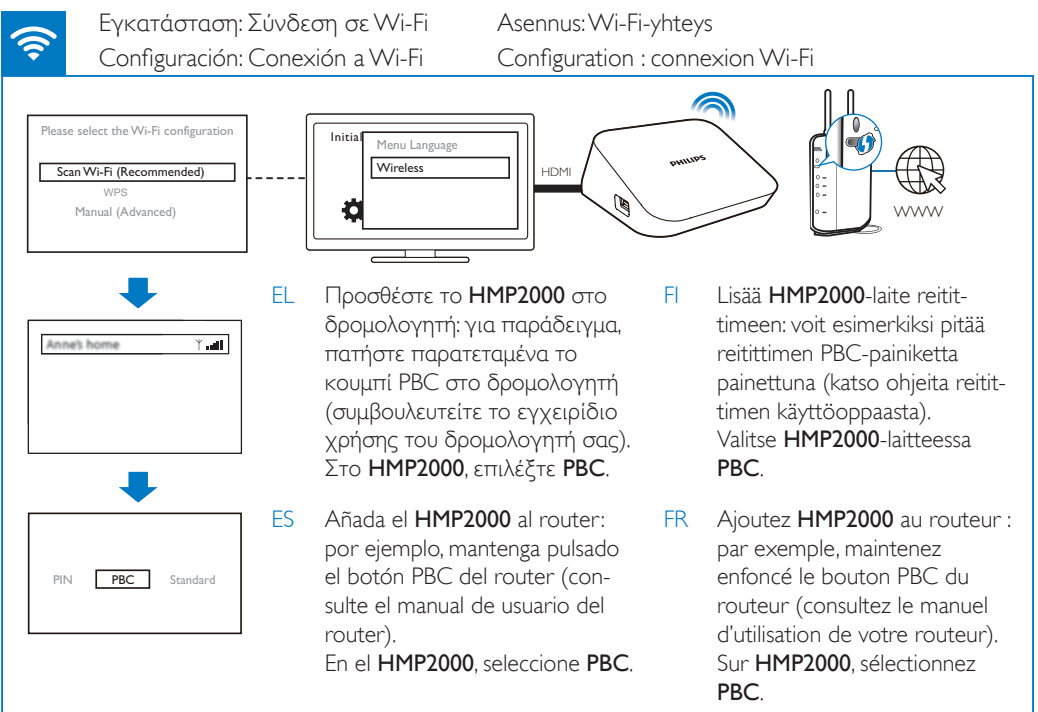 Εγκατάσταση: Σύνδεση σε Wi-Fi
Configuración: Conexión a Wi-Fi
Asennus: Wi-Fi-yhteys
Configuration : connexion Wi-Fi
Please select the Wi-Fi configuration
Scan Wi-Fi (Recommended)
WPS
Manual (Advanced)
Initial
Menu Language
Wireless
HDMI
PHILIPS
WWW
Anne's home
PIN
PBC
Standard
EL
Προσθέστε το HMP2000 στο
δρομολογητή: για παράδειγμα,
πατήστε παρατεταμένα το
κουμπί PBC στο δρομολογητή
(συμβουλευτείτε το εγχειρίδιο
χρήσης του δρομολογητή σας).
Στο HMP2000, επιλέξτε PBC.
FI
Lisää HMP2000-laite reitit-
timeen: voit esimerkiksi pitää
reitittimen PBC-painiketta
painettuna (katso ohjeita reitit-
timen käyttöoppaasta).
Valitse HMP2000-laitteessa
PBC.
ES
Añada el HMP2000 al router:
por ejemplo, mantenga pulsado
el botón PBC del router (con-
sulte el manual de usuario del
router).
En el HMP2000, seleccione PBC.
FR
Ajoutez HMP2000 au routeur :
par exemple, maintenez
enfoncé le bouton PBC du
routeur (consultez le manuel
d'utilisation de votre routeur).
Sur HMP2000, sélectionnez
PBC.